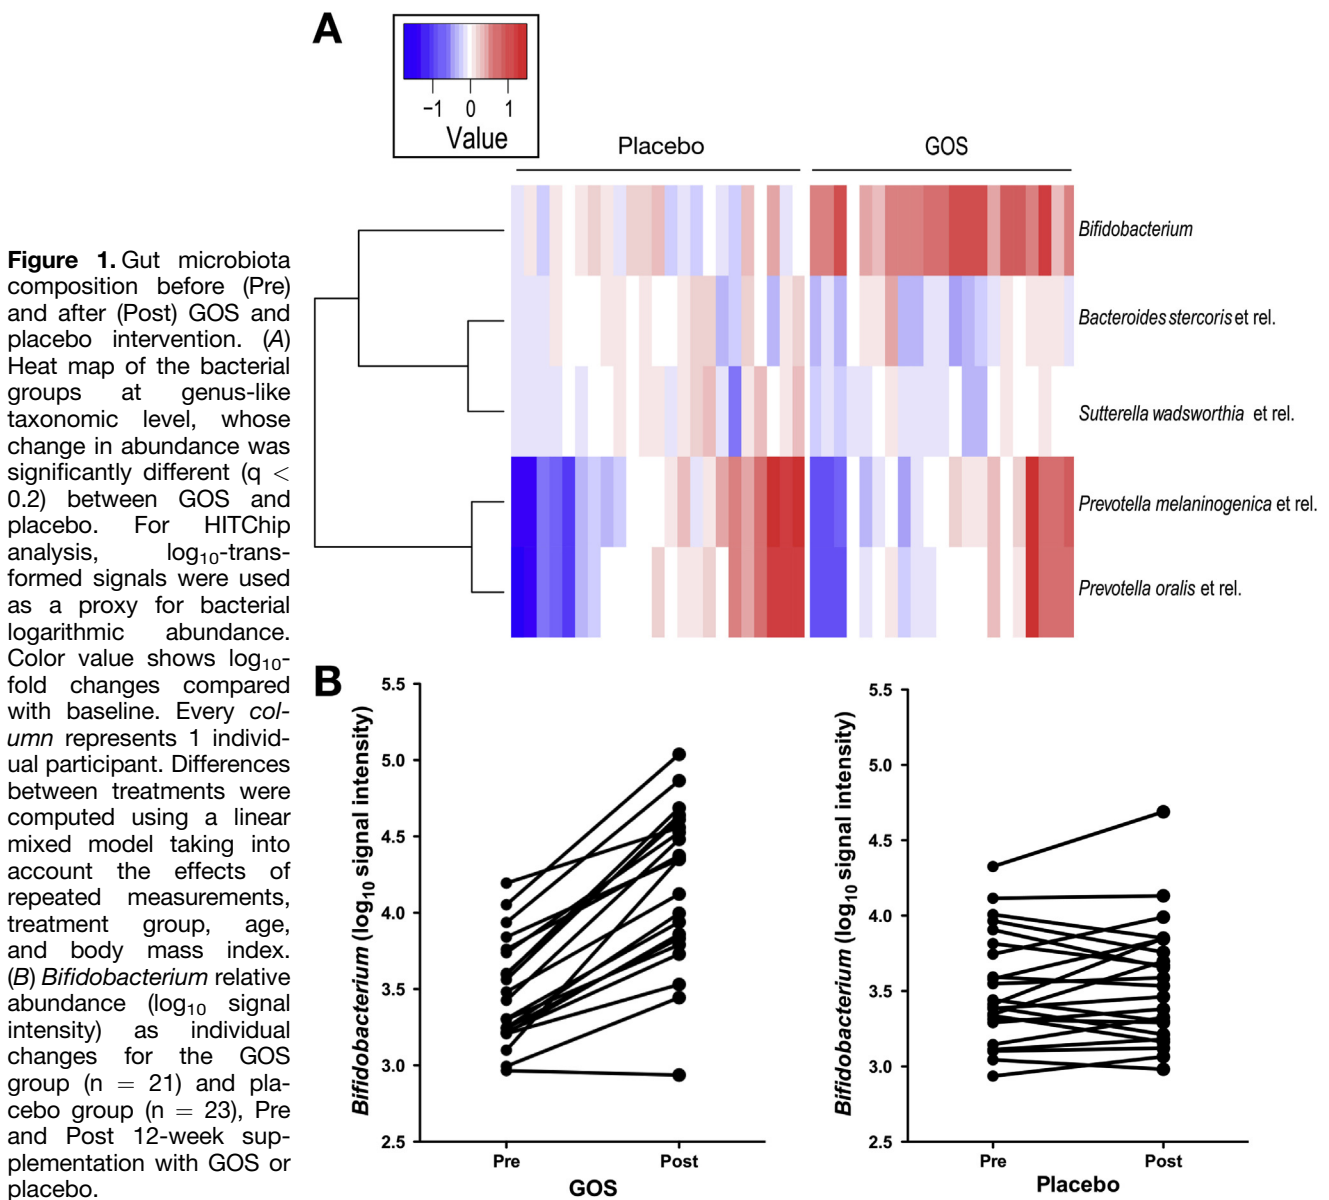 A
−1 0 1
Value
Placebo
GOS
Bifidobacterium
Bacteroides stercoris et rel.
Sutterella wadsworthia et rel.
Prevotella melaninogenica et rel.
Prevotella oralis et rel.
Figure 1. Gut microbiota
composition before (Pre)
and after (Post) GOS and
placebo intervention. (A)
Heat map of the bacterial
groups at genus-like
taxonomic level, whose
change in abundance was
significantly different (q <
0.2) between GOS and
placebo. For HITChip
analysis, log10-trans-
formed signals were used
as a proxy for bacterial
logarithmic abundance.
Color value shows log10-
fold changes compared
with baseline. Every col-
umn represents 1 individ-
ual participant. Differences
between treatments were
computed using a linear
mixed model taking into
account the effects of
repeated measurements,
treatment group, age,
and body mass index.
(B) Bifidobacterium relative
abundance (log10 signal
intensity) as individual
changes for the GOS
group (n = 21) and pla-
cebo group (n = 23), Pre
and Post 12-week sup-
plementation with GOS or
placebo.
B
Bifidobacterium (log10 signal intensity)
5.5
5.0
4.5
4.0
3.5
3.0
2.5
Pre
Post
GOS
Bifidobacterium (log10 signal intensity)
5.5
5.0
4.5
4.0
3.5
3.0
2.5
Pre
Post
Placebo